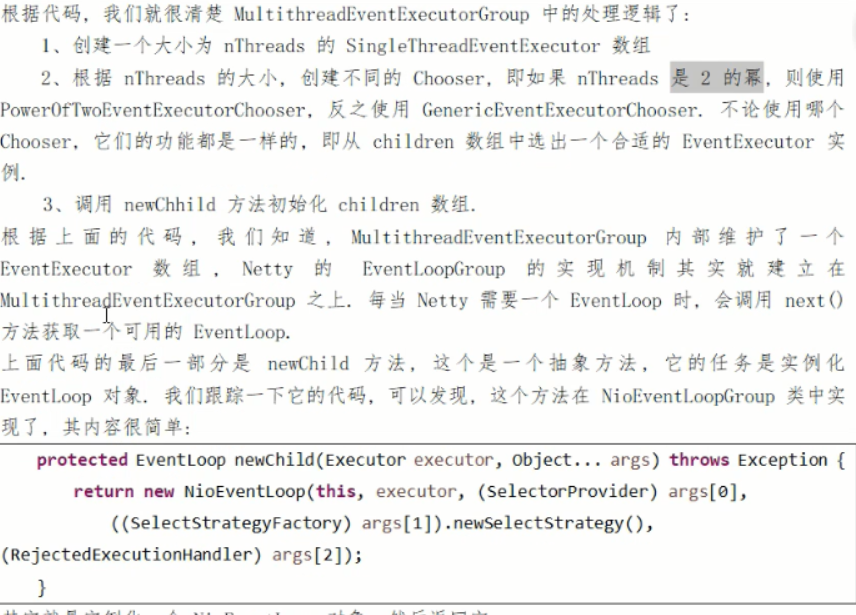 根据代码，我们就很清楚 MultithreadEventExecutorGroup 中的处理逻辑了：
1、创建一个大小为 nThreads 的 SingleThreadEventExecutor 数组
2、根据 nThreads 的大小，创建不同的 Chooser，即如果 nThreads 是 2 的幂，则使用
PowerOfTwoEventExecutorChooser，反之使用 GenericEventExecutorChooser. 不论使用哪个
Chooser，它们的功能都是一样的，即从 children 数组中选出一个合适的 EventExecutor 实
例.
3、调用 newChhild 方法初始化 children 数组.
根据上面的代码，我们知道，MultithreadEventExecutorGroup 内部维护了一个
EventExecutor 数组，Netty 的 EventLoopGroup 的实现机制其实就建立在
MultithreadEventExecutorGroup 之上. 每当 Netty 需要一个 EventLoop 时，会调用 next()
方法获取一个可用的 EventLoop.
上面代码的最后一部分是 newChild 方法，这个是一个抽象方法，它的任务是实例化
EventLoop 对象. 我们跟踪一下它的代码，可以发现，这个方法在 NioEventLoopGroup 类中实
现了，其内容很简单：
protected EventLoop newChild(Executor executor, Object... args) throws Exception {
return new NioEventLoop(this, executor, (SelectorProvider) args[0],
((SelectStrategyFactory) args[1]).newSelectStrategy(),
(RejectedExecutionHandler) args[2]);
}